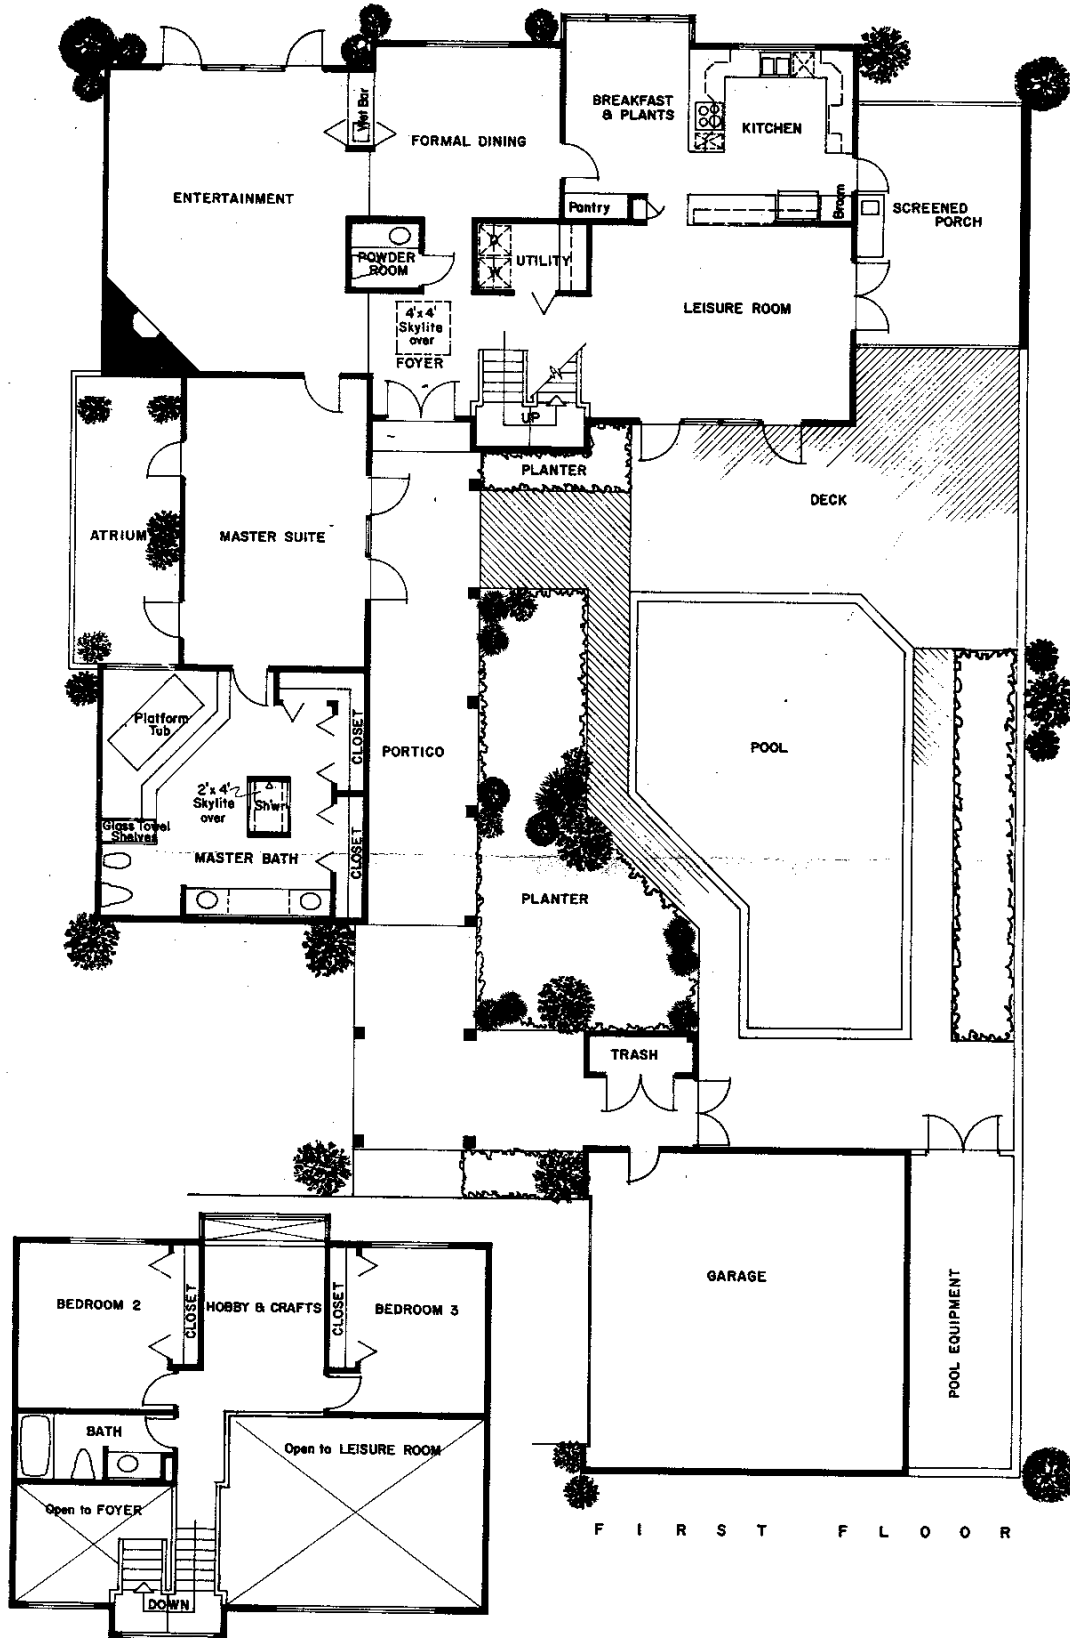 Wet Bar
BREAKFAST
& PLANTS
KITCHEN
FORMAL DINING
ENTERTAINMENT
Pantry
Broom
SCREENED
PORCH
POWDER
ROOM
D
W
UTILITY
LEISURE ROOM
4'x 4'
Skylite
over
FOYER
UP
PLANTER
DECK
ATRIUM
MASTER SUITE
Platform
Tub
CLOSET
PORTICO
POOL
2'x 4'
Skylite
over
Shwr
Glass Towel
Shelves
MASTER BATH
CLOSET
PLANTER
TRASH
GARAGE
POOL EQUIPMENT
BEDROOM 2
CLOSET
HOBBY & CRAFTS
CLOSET
BEDROOM 3
BATH
Open to LEISURE ROOM
Open to FOYER
DOWN
FIRST FLOOR